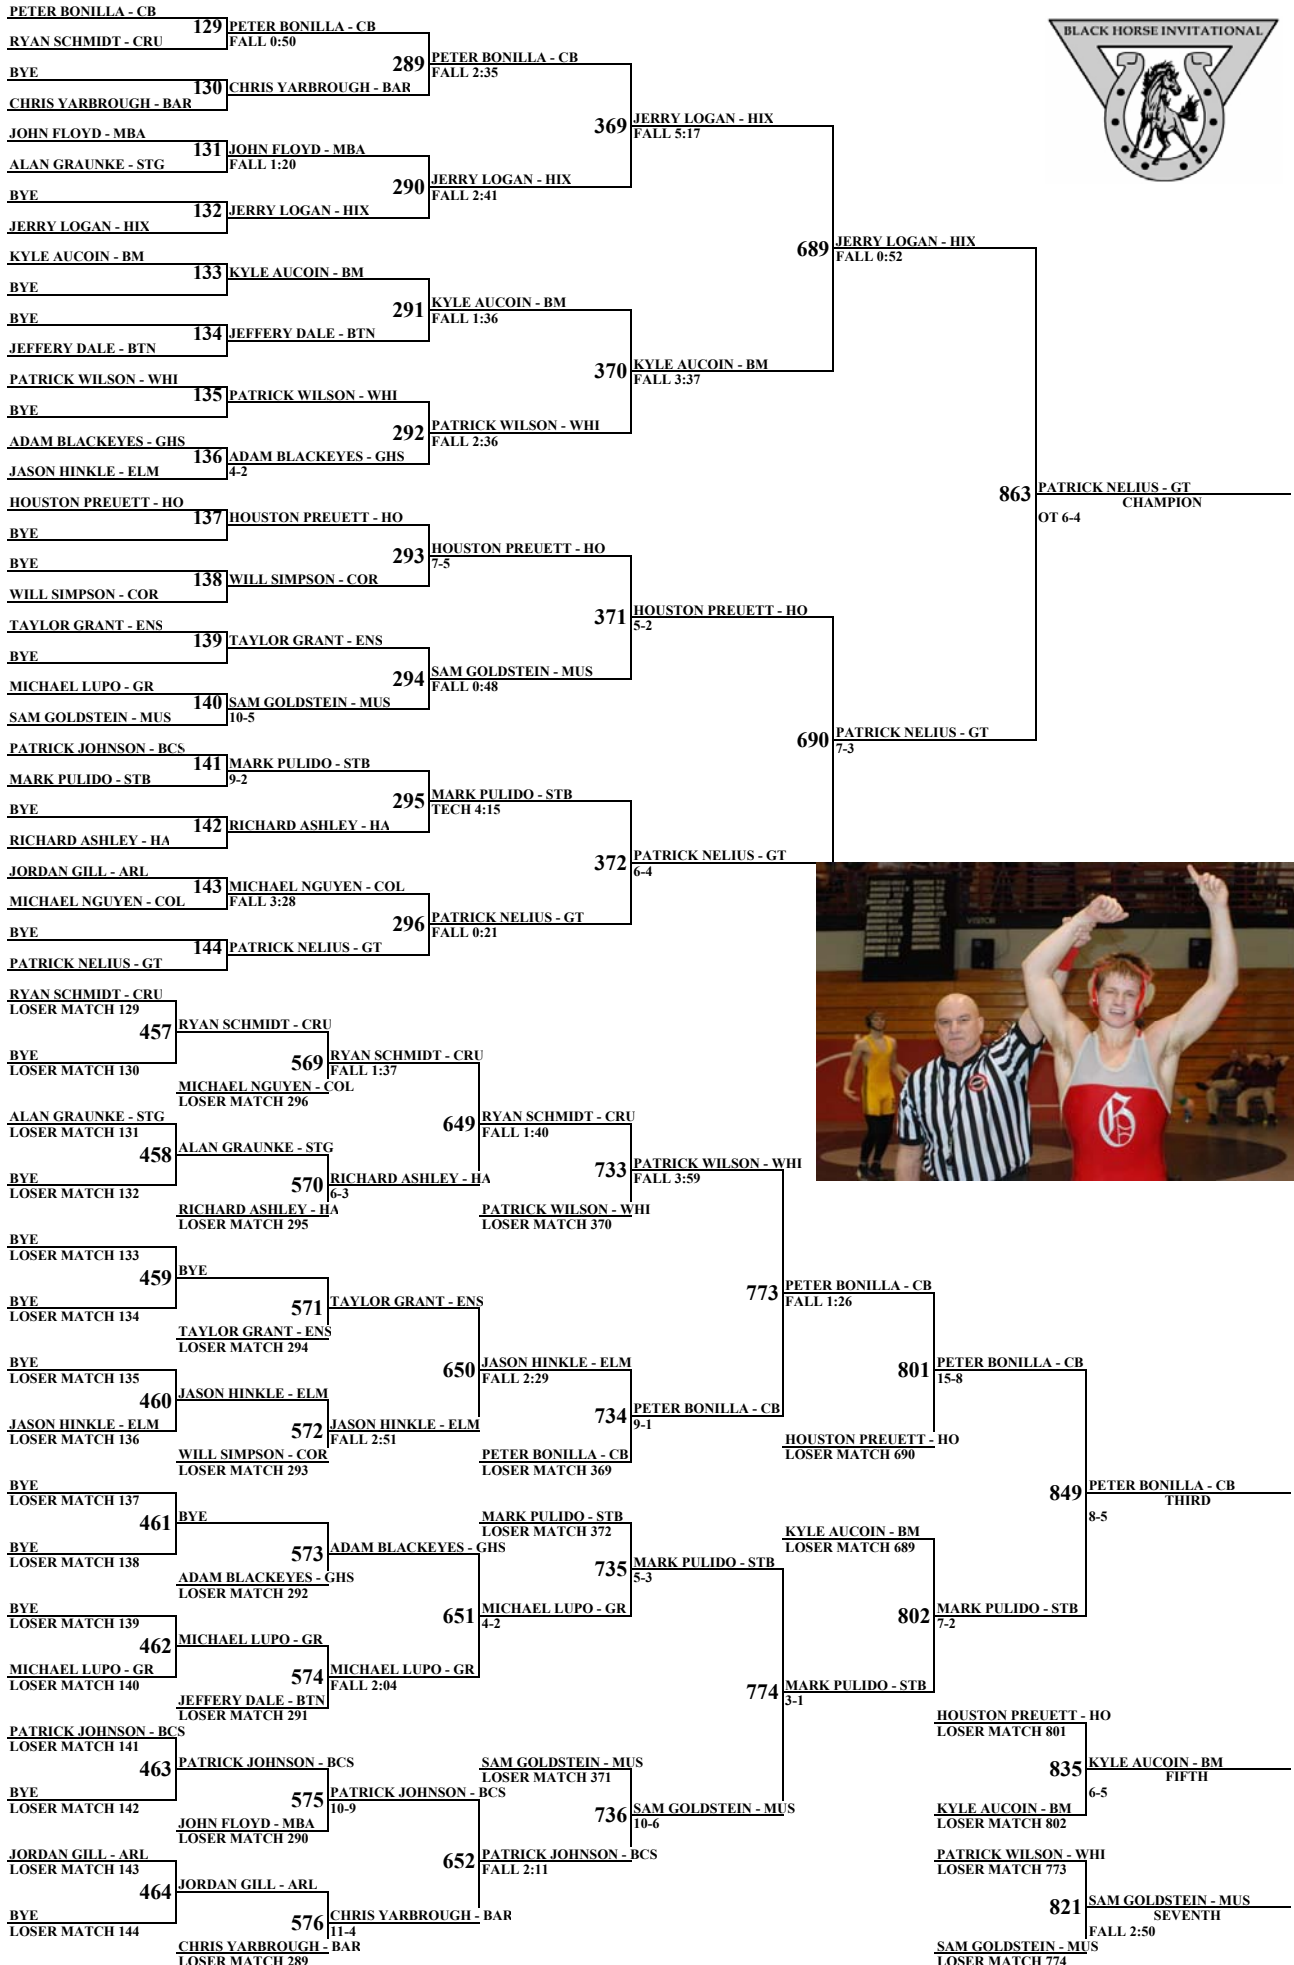 BLACK HORSE INVITATIONAL
PETER BONILLA - CB
129
RYAN SCHMIDT - CRU
PETER BONILLA - CB
FALL 0:50
BYE
130
CHRIS YARBROUGH - BAR
CHRIS YARBROUGH - BAR
289
PETER BONILLA - CB
FALL 2:35
JOHN FLOYD - MBA
131
ALAN GRAUNKE - STG
JOHN FLOYD - MBA
FALL 1:20
BYE
132
JERRY LOGAN - HIX
JERRY LOGAN - HIX
290
JERRY LOGAN - HIX
FALL 2:41
369
JERRY LOGAN - HIX
FALL 5:17
KYLE AUCOIN - BM
133
BYE
KYLE AUCOIN - BM
BYE
134
JEFFERY DALE - BTN
JEFFERY DALE - BTN
291
KYLE AUCOIN - BM
FALL 1:36
PATRICK WILSON - WHI
135
BYE
PATRICK WILSON - WHI
ADAM BLACKEYES - GHS
136
JASON HINKLE - ELM
ADAM BLACKEYES - GHS
4-2
292
PATRICK WILSON - WHI
FALL 2:36
370
KYLE AUCOIN - BM
FALL 3:37
689
JERRY LOGAN - HIX
FALL 0:52
HOUSTON PREUETT - HO
137
BYE
HOUSTON PREUETT - HO
BYE
138
WILL SIMPSON - COR
WILL SIMPSON - COR
293
HOUSTON PREUETT - HO
7-5
TAYLOR GRANT - ENS
139
BYE
TAYLOR GRANT - ENS
MICHAEL LUPO - GR
140
SAM GOLDSTEIN - MUS
SAM GOLDSTEIN - MUS
10-5
294
SAM GOLDSTEIN - MUS
FALL 0:48
371
HOUSTON PREUETT - HO
5-2
PATRICK JOHNSON - BCS
141
MARK PULIDO - STB
MARK PULIDO - STB
9-2
BYE
142
RICHARD ASHLEY - HA
RICHARD ASHLEY - HA
295
MARK PULIDO - STB
TECH 4:15
JORDAN GILL - ARL
143
MICHAEL NGUYEN - COL
MICHAEL NGUYEN - COL
FALL 3:28
BYE
144
PATRICK NELIUS - GT
PATRICK NELIUS - GT
296
PATRICK NELIUS - GT
FALL 0:21
372
PATRICK NELIUS - GT
6-4
690
PATRICK NELIUS - GT
7-3
863
PATRICK NELIUS - GT
CHAMPION
OT 6-4
VISITOR
G
RYAN SCHMIDT - CRU
LOSER MATCH 129
457
BYE
LOSER MATCH 130
RYAN SCHMIDT - CRU
569
MICHAEL NGUYEN - COL
LOSER MATCH 296
RYAN SCHMIDT - CRU
FALL 1:37
ALAN GRAUNKE - STG
LOSER MATCH 131
458
BYE
LOSER MATCH 132
ALAN GRAUNKE - STG
570
RICHARD ASHLEY - HA
LOSER MATCH 295
RICHARD ASHLEY - HA
6-3
649
RYAN SCHMIDT - CRU
FALL 1:40
733
PATRICK WILSON - WHI
LOSER MATCH 370
PATRICK WILSON - WHI
FALL 3:59
BYE
LOSER MATCH 133
459
BYE
LOSER MATCH 134
BYE
571
TAYLOR GRANT - ENS
LOSER MATCH 294
TAYLOR GRANT - ENS
BYE
LOSER MATCH 135
460
JASON HINKLE - ELM
LOSER MATCH 136
JASON HINKLE - ELM
572
WILL SIMPSON - COR
LOSER MATCH 293
JASON HINKLE - ELM
FALL 2:51
650
JASON HINKLE - ELM
FALL 2:29
734
PETER BONILLA - CB
LOSER MATCH 369
PETER BONILLA - CB
9-1
773
PETER BONILLA - CB
FALL 1:26
801
HOUSTON PREUETT - HO
LOSER MATCH 690
PETER BONILLA - CB
15-8
BYE
LOSER MATCH 137
461
BYE
LOSER MATCH 138
BYE
573
ADAM BLACKEYES - GHS
LOSER MATCH 292
ADAM BLACKEYES - GHS
BYE
LOSER MATCH 139
462
MICHAEL LUPO - GR
LOSER MATCH 140
MICHAEL LUPO - GR
574
JEFFERY DALE - BTN
LOSER MATCH 291
MICHAEL LUPO - GR
FALL 2:04
651
MICHAEL LUPO - GR
4-2
MARK PULIDO - STB
LOSER MATCH 372
735
MARK PULIDO - STB
5-3
PATRICK JOHNSON - BCS
LOSER MATCH 141
463
BYE
LOSER MATCH 142
PATRICK JOHNSON - BCS
575
JOHN FLOYD - MBA
LOSER MATCH 290
PATRICK JOHNSON - BCS
10-9
JORDAN GILL - ARL
LOSER MATCH 143
464
BYE
LOSER MATCH 144
JORDAN GILL - ARL
576
CHRIS YARBROUGH - BAR
LOSER MATCH 289
CHRIS YARBROUGH - BAR
11-4
652
PATRICK JOHNSON - BCS
FALL 2:11
SAM GOLDSTEIN - MUS
LOSER MATCH 371
736
SAM GOLDSTEIN - MUS
10-6
774
MARK PULIDO - STB
3-1
KYLE AUCOIN - BM
LOSER MATCH 689
802
MARK PULIDO - STB
7-2
849
PETER BONILLA - CB
THIRD
8-5
HOUSTON PREUETT - HO
LOSER MATCH 801
835
KYLE AUCOIN - BM
LOSER MATCH 802
KYLE AUCOIN - BM
FIFTH
6-5
PATRICK WILSON - WHI
LOSER MATCH 773
821
SAM GOLDSTEIN - MUS
LOSER MATCH 774
SAM GOLDSTEIN - MUS
SEVENTH
FALL 2:50